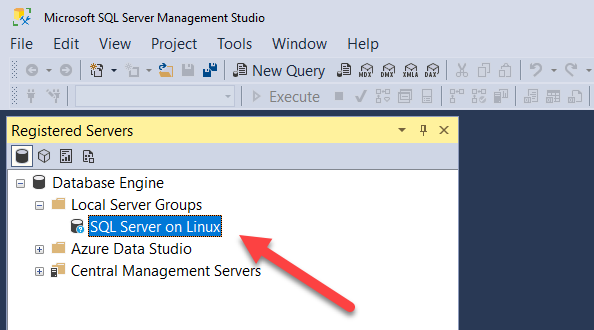 Microsoft SQL Server Management Studio
File Edit View Project Tools Window Help
New Query MDX DMX XMLA DAX
Execute
Registered Servers
Database Engine
Local Server Groups
SQL Server on Linux
Azure Data Studio
Central Management Servers